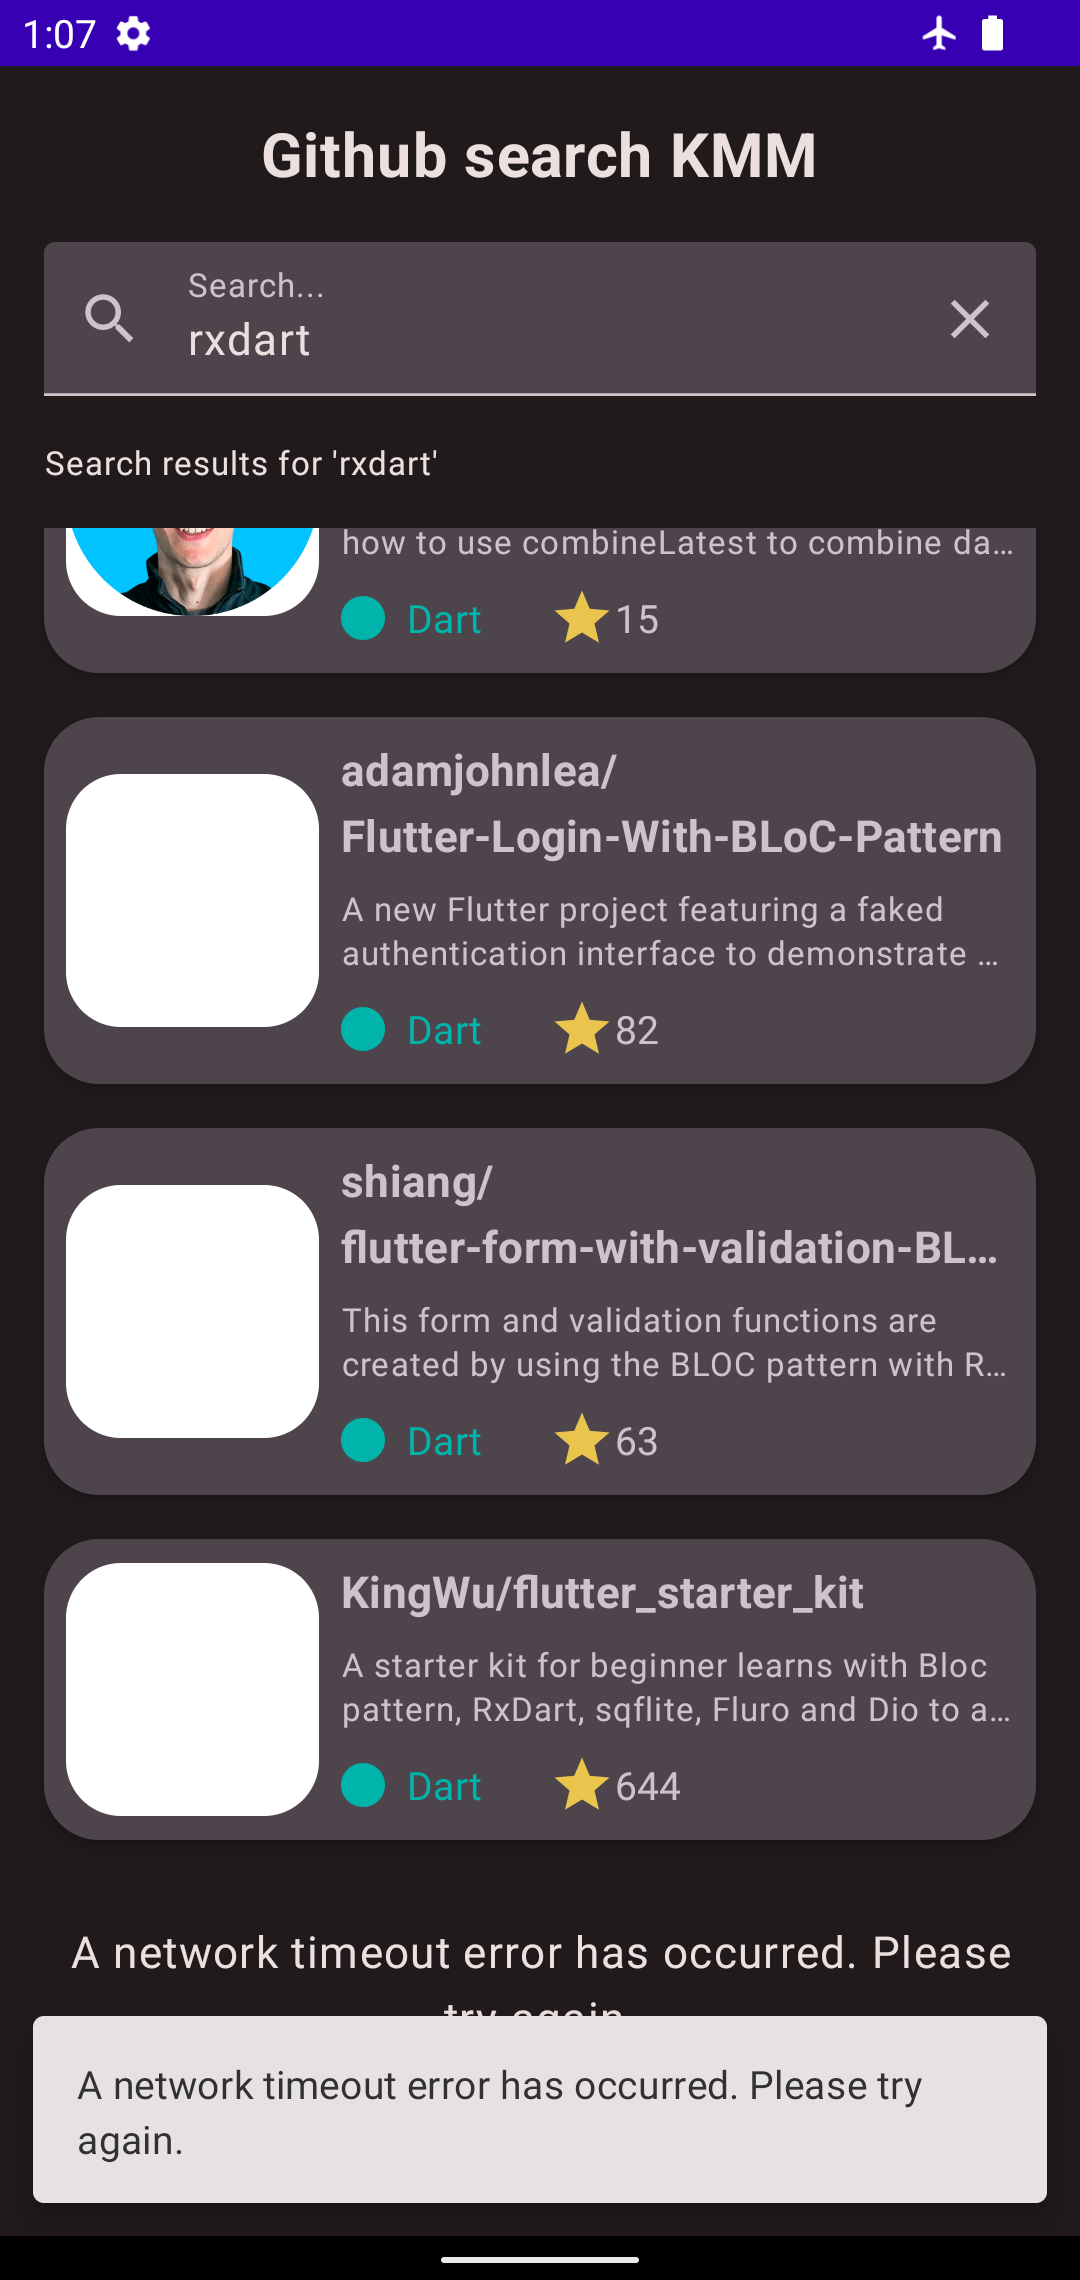 1:07
Github search KMM
Search...
rxdart
Search results for 'rxdart'
how to use combineLatest to combine da…
Dart 15
adamjohnlea/
Flutter-Login-With-BLoC-Pattern
A new Flutter project featuring a faked
authentication interface to demonstrate …
Dart 82
shiang/
flutter-form-with-validation-BL…
This form and validation functions are
created by using the BLOC pattern with R…
Dart 63
KingWu/flutter_starter_kit
A starter kit for beginner learns with Bloc
pattern, RxDart, sqflite, Fluro and Dio to a…
Dart 644
A network timeout error has occurred. Please
try again.
A network timeout error has occurred. Please try
again.